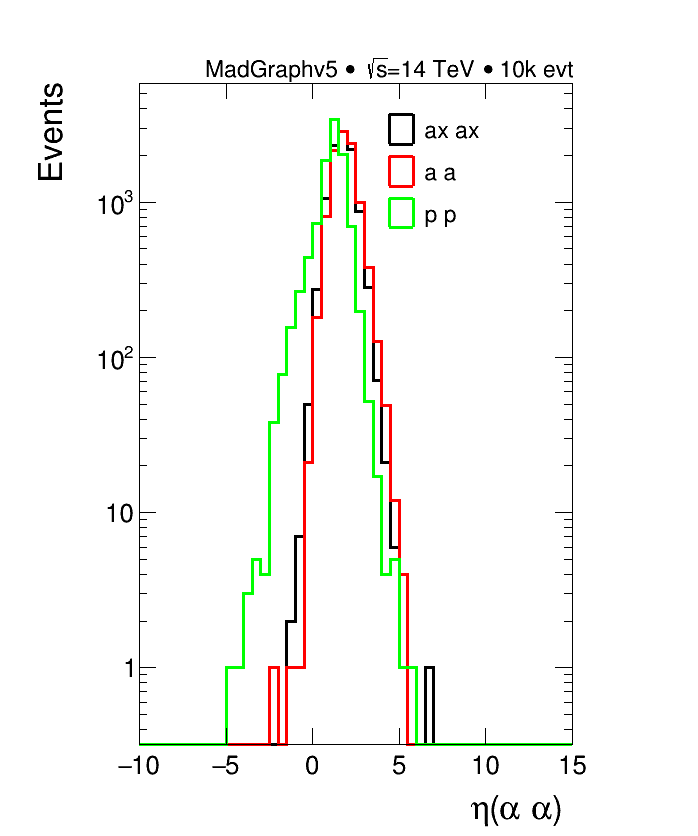 MadGraphv5 • √s=14 TeV • 10k evt
Events
ax ax
a a
p p
10³
10²
10
1
−10 −5 0 5 10 15
η(α α)